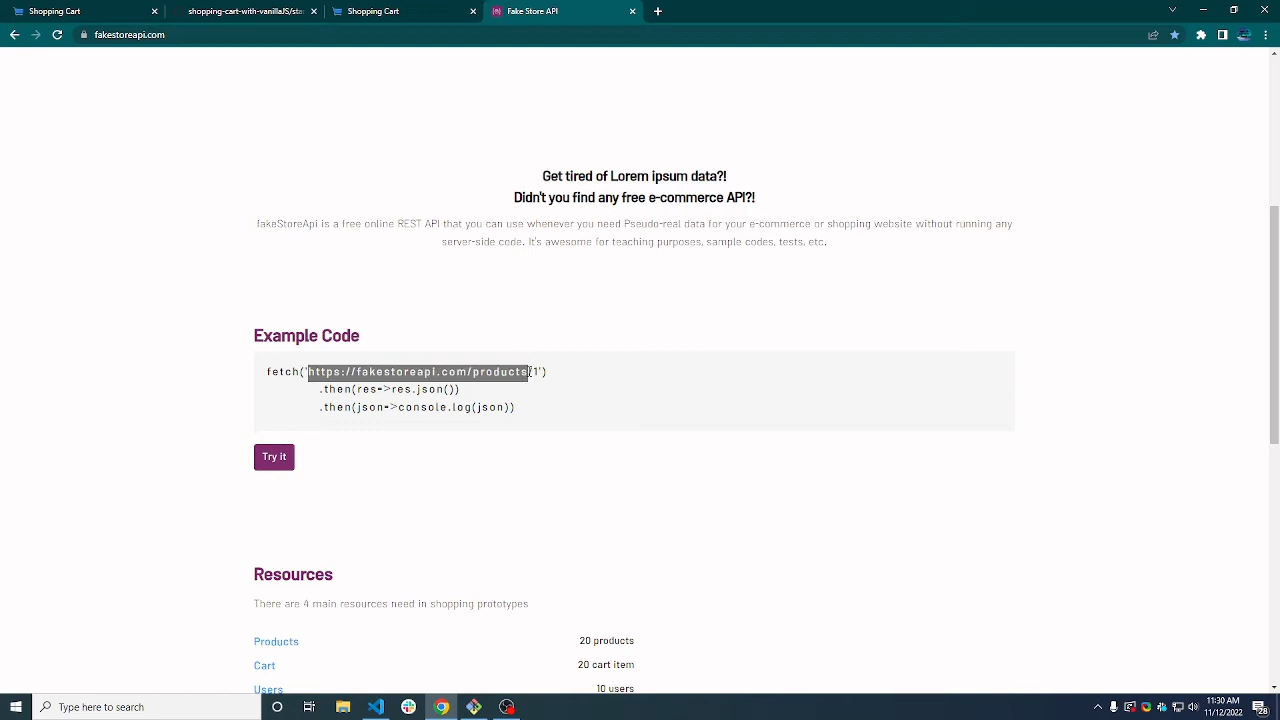 Shopping Cart
shopping-cart-with-vanillaJS/ste
Shopping Cart
Fake Store API
fakestoreapi.com
Get tired of Lorem ipsum data?!
Didn't you find any free e-commerce API?!
fakeStoreApi is a free online REST API that you can use whenever you need Pseudo-real data for your e-commerce or shopping website without running any
server-side code. It's awesome for teaching purposes, sample codes, tests, etc.
Example Code
fetch('https://fakestoreapi.com/products/1')
.then(res=>res.json())
.then(json=>console.log(json))
Try it
Resources
There are 4 main resources need in shopping prototypes
Products 20 products
Cart 20 cart item
Users 10 users
Type here to search
11:30 AM
11/12/2022